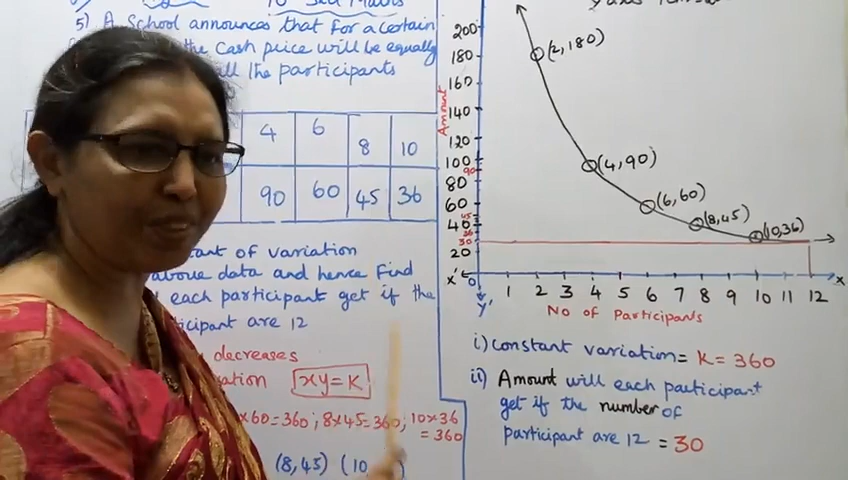 5) A School announces that for a certain
the cash price will be equally
all the participants
4 6 8 10
90 60 45 36
constant of variation
above data and hence find
each participant get if the
participant are 12
decreases
xy=K
x60=360; 8x45=360; 10x36
=360
(8,45) (10,
200
180
160
140
120
100
90
80
60
45
40
36
30
20
Amount
(2,180)
(4,90)
(6,60)
(8,45)
(10,36)
x' 0 1 2 3 4 5 6 7 8 9 10 11 12 x
y'
No of Participants
i) constant variation = K = 360
ii) Amount will each participant
get if the number of
participant are 12 = 30